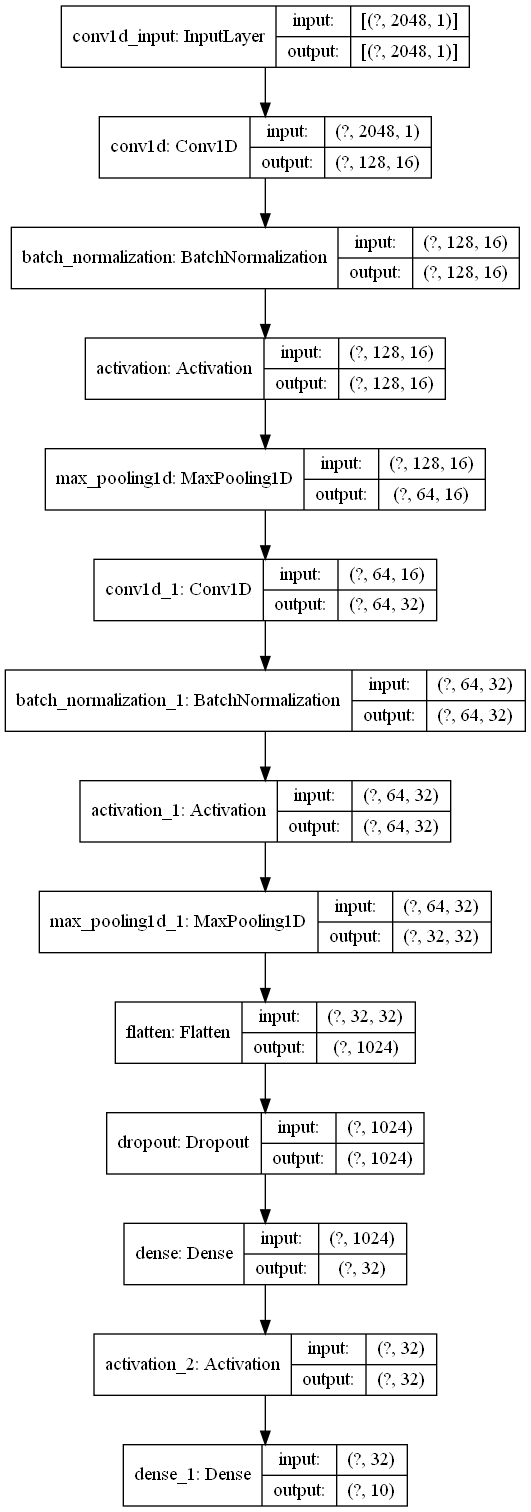 conv1d_input: InputLayer
input: [(?, 2048, 1)]
output: [(?, 2048, 1)]
conv1d: Conv1D
input: (?, 2048, 1)
output: (?, 128, 16)
batch_normalization: BatchNormalization
input: (?, 128, 16)
output: (?, 128, 16)
activation: Activation
input: (?, 128, 16)
output: (?, 128, 16)
max_pooling1d: MaxPooling1D
input: (?, 128, 16)
output: (?, 64, 16)
conv1d_1: Conv1D
input: (?, 64, 16)
output: (?, 64, 32)
batch_normalization_1: BatchNormalization
input: (?, 64, 32)
output: (?, 64, 32)
activation_1: Activation
input: (?, 64, 32)
output: (?, 64, 32)
max_pooling1d_1: MaxPooling1D
input: (?, 64, 32)
output: (?, 32, 32)
flatten: Flatten
input: (?, 32, 32)
output: (?, 1024)
dropout: Dropout
input: (?, 1024)
output: (?, 1024)
dense: Dense
input: (?, 1024)
output: (?, 32)
activation_2: Activation
input: (?, 32)
output: (?, 32)
dense_1: Dense
input: (?, 32)
output: (?, 10)